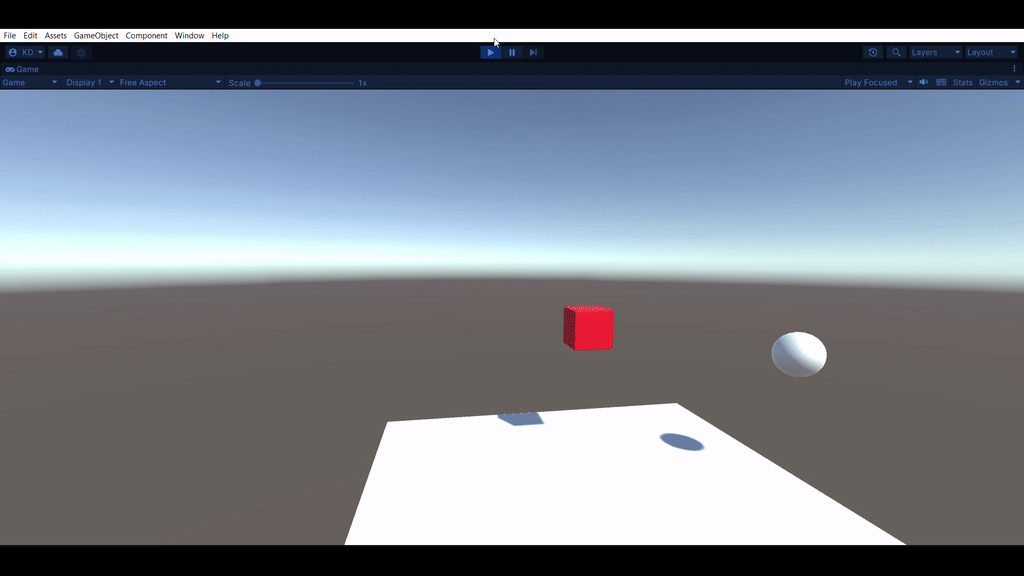 File Edit Assets GameObject Component Window Help
KD Layers Layout
Game
Game Display 1 Free Aspect Scale 1x Play Focused Stats Gizmos